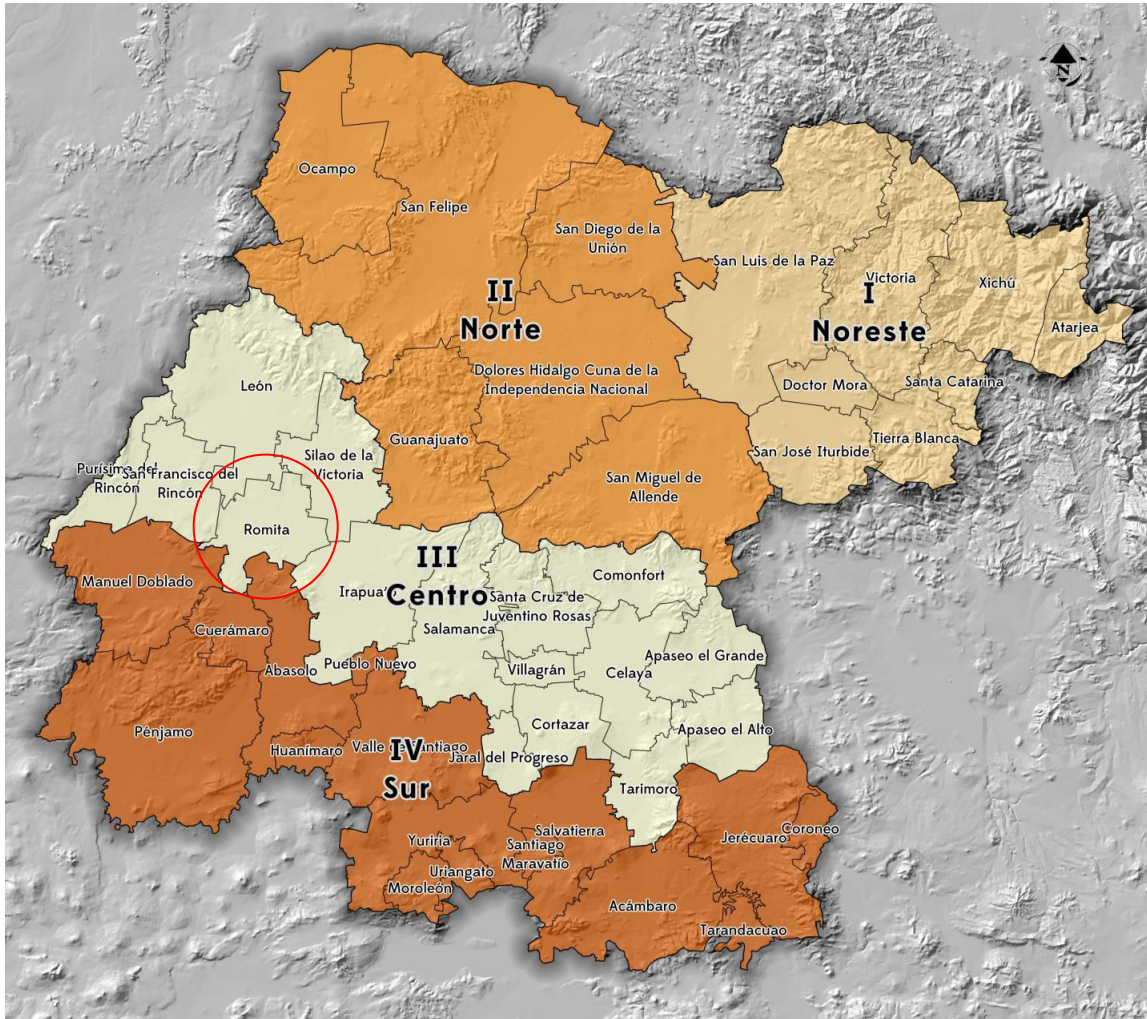 N
Ocampo
San Felipe
San Diego de la
Unión
San Luis de la Paz
Victoria
Xichú
Atarjea
I
Noreste
II
Norte
Dolores Hidalgo Cuna de la
Independencia Nacional
Doctor Mora
Santa Catarina
León
Guanajuato
San José Iturbide
Tierra Blanca
Silao de la
Victoria
Purísima del
Rincón
San Francisco del
Rincón
San Miguel de
Allende
Romita
III
Centro
Manuel Doblado
Irapuato
Comonfort
Santa Cruz de
Juventino Rosas
Cuerámaro
Salamanca
Abasolo
Pueblo Nuevo
Villagrán
Celaya
Apaseo el Grande
Pénjamo
Cortazar
Apaseo el Alto
Huanímaro
Valle de Santiago
Jaral del Progreso
IV
Sur
Tarimoro
Yuriria
Salvatierra
Jerécuaro
Coroneo
Santiago
Maravatío
Uriangato
Moroleón
Acámbaro
Tarandacuao